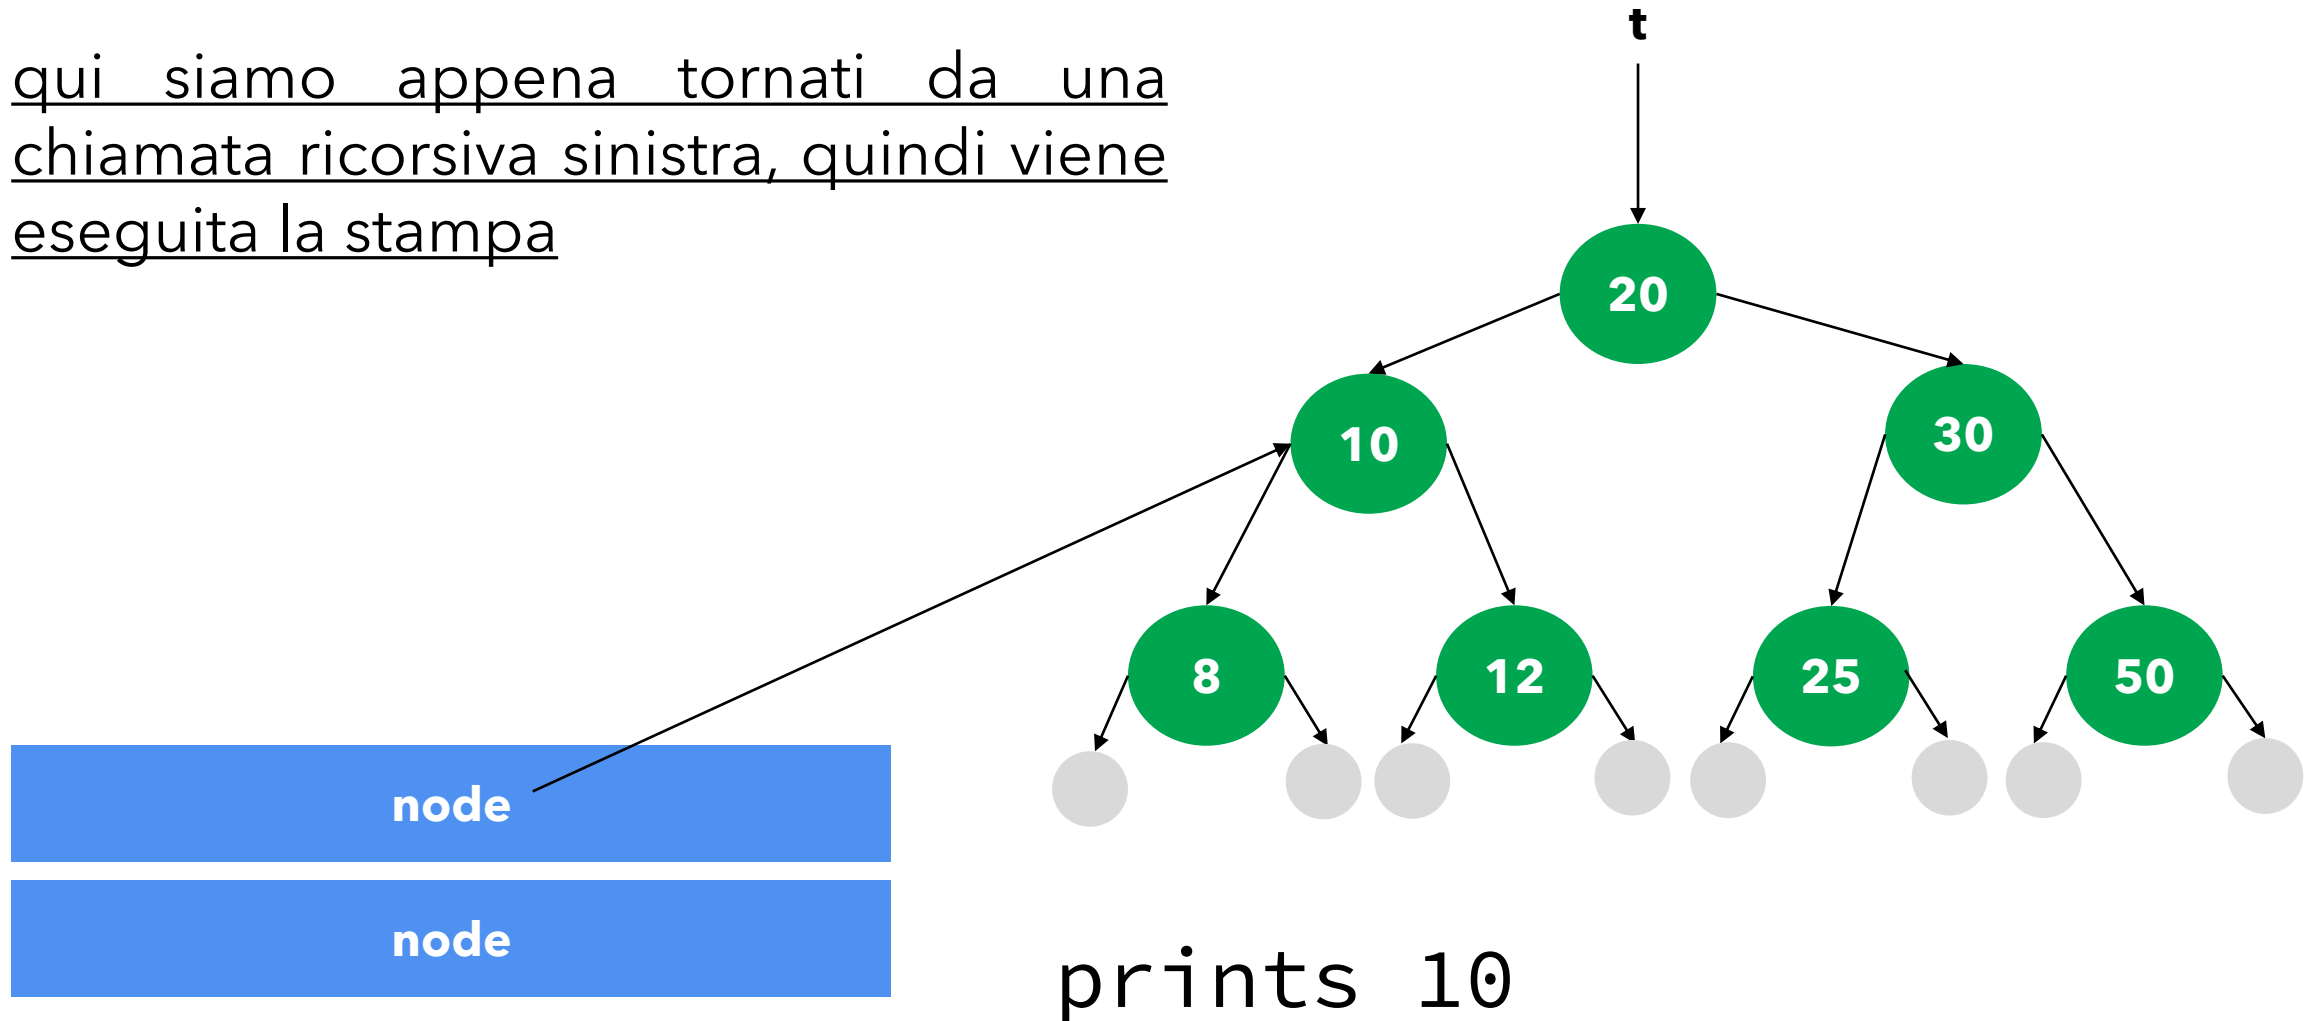 qui siamo appena tornati da una
chiamata ricorsiva sinistra, quindi viene
eseguita la stampa
t
20
10
30
8
12
25
50
node
node
prints 10